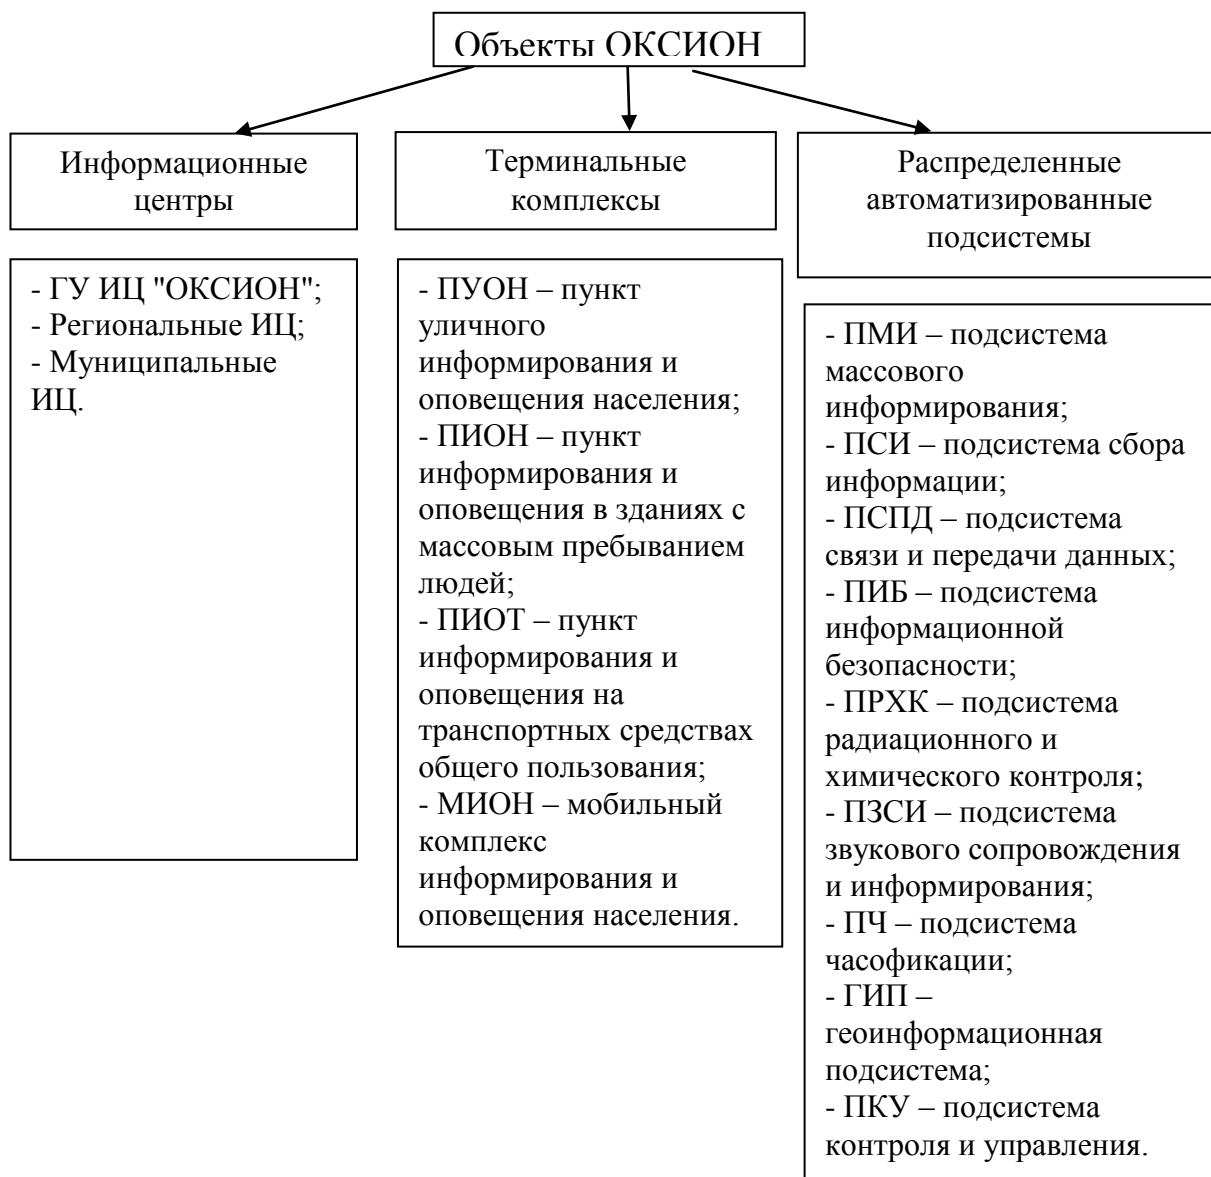 Объекты ОКСИОН
Информационные
центры
Терминальные
комплексы
Распределенные
автоматизированные
подсистемы
- ГУ ИЦ "ОКСИОН";
- Региональные ИЦ;
- Муниципальные
ИЦ.
- ПУОН – пункт
уличного
информирования и
оповещения населения;
- ПИОН – пункт
информирования и
оповещения в зданиях с
массовым пребыванием
людей;
- ПИОТ – пункт
информирования и
оповещения на
транспортных средствах
общего пользования;
- МИОН – мобильный
комплекс
информирования и
оповещения населения.
- ПМИ – подсистема
массового
информирования;
- ПСИ – подсистема сбора
информации;
- ПСПД – подсистема
связи и передачи данных;
- ПИБ – подсистема
информационной
безопасности;
- ПРХК – подсистема
радиационного и
химического контроля;
- ПЗСИ – подсистема
звукового сопровождения
и информирования;
- ПЧ – подсистема
часофикации;
- ГИП –
геоинформационная
подсистема;
- ПКУ – подсистема
контроля и управления.